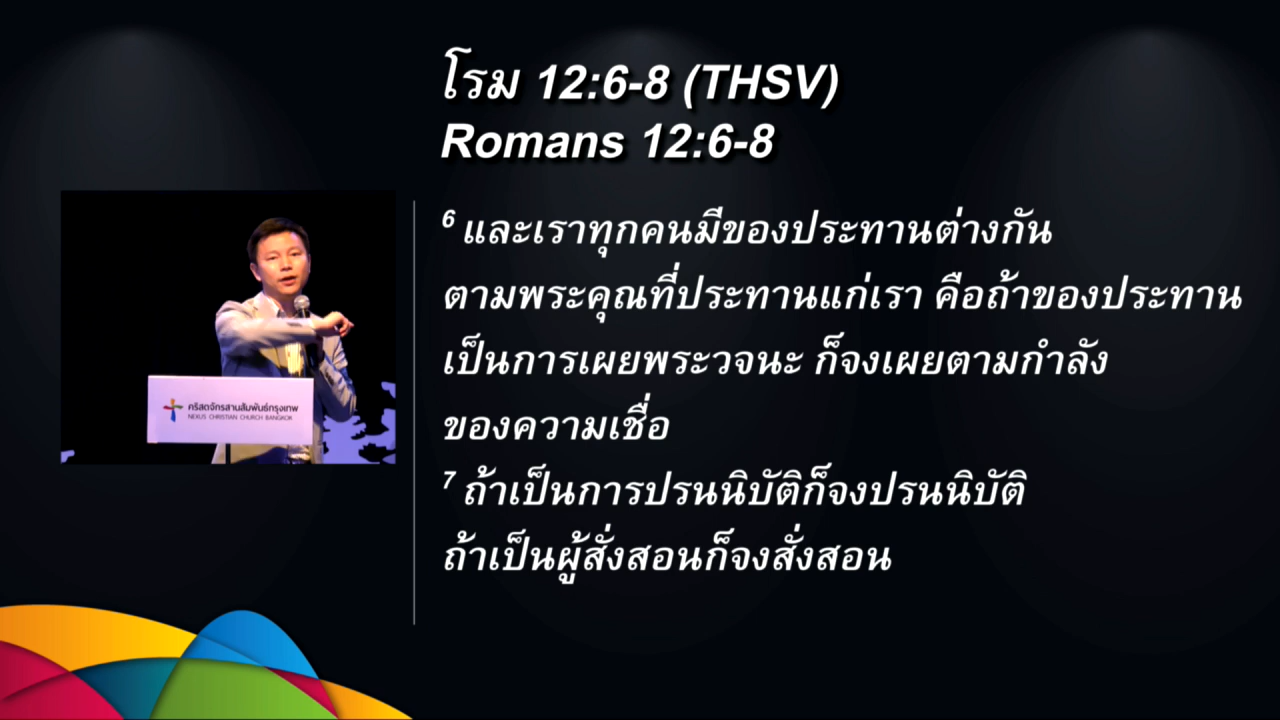 โรม 12:6-8 (THSV)
Romans 12:6-8
6 และเราทุกคนมีของประทานต่างกัน
ตามพระคุณที่ประทานแก่เรา คือถ้าของประทาน
เป็นการเผยพระวจนะ ก็จงเผยตามกำลัง
ของความเชื่อ
7 ถ้าเป็นการปรนนิบัติก็จงปรนนิบัติ
ถ้าเป็นผู้สั่งสอนก็จงสั่งสอน
คริสตจักรสานสัมพันธ์กรุงเทพ
NEXUS CHRISTIAN CHURCH BANGKOK